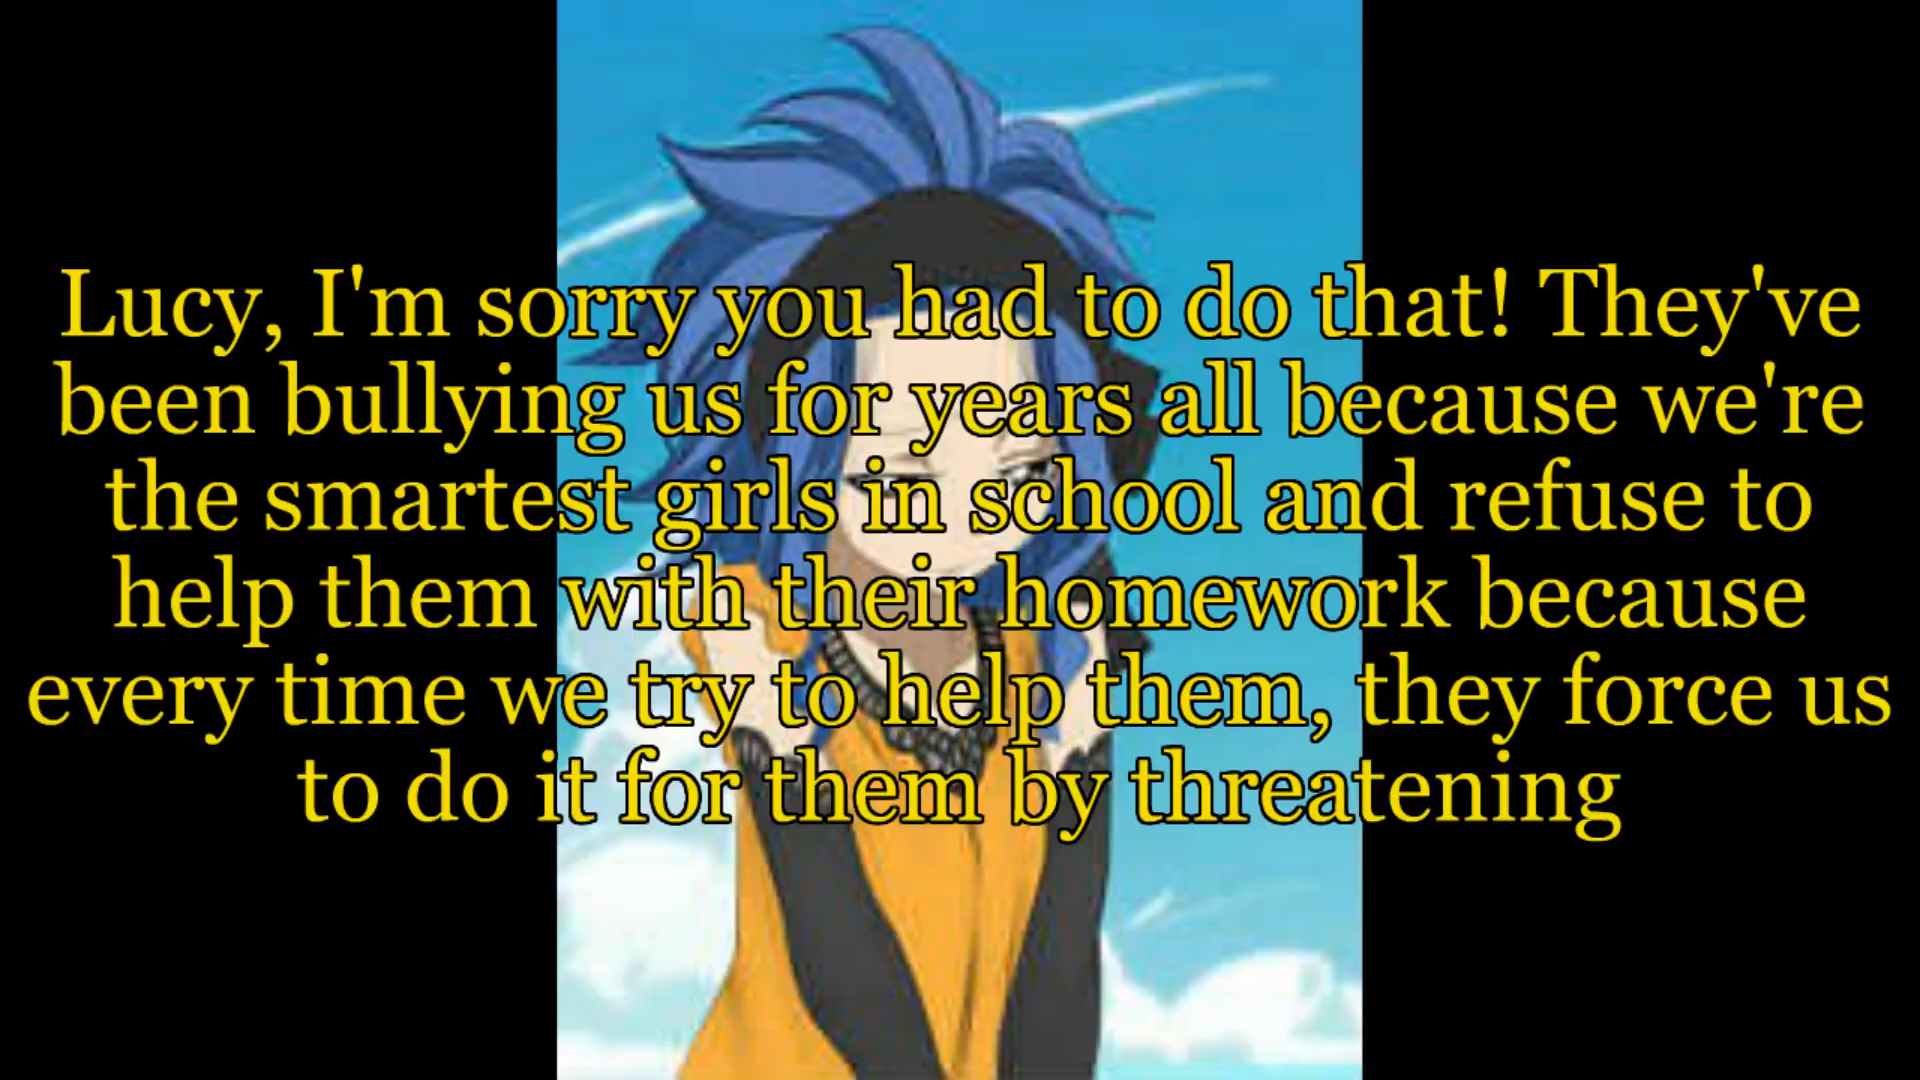 Lucy, I'm sorry you had to do that! They've
been bullying us for years all because we're
the smartest girls in school and refuse to
help them with their homework because
every time we try to help them, they force us
to do it for them by threatening